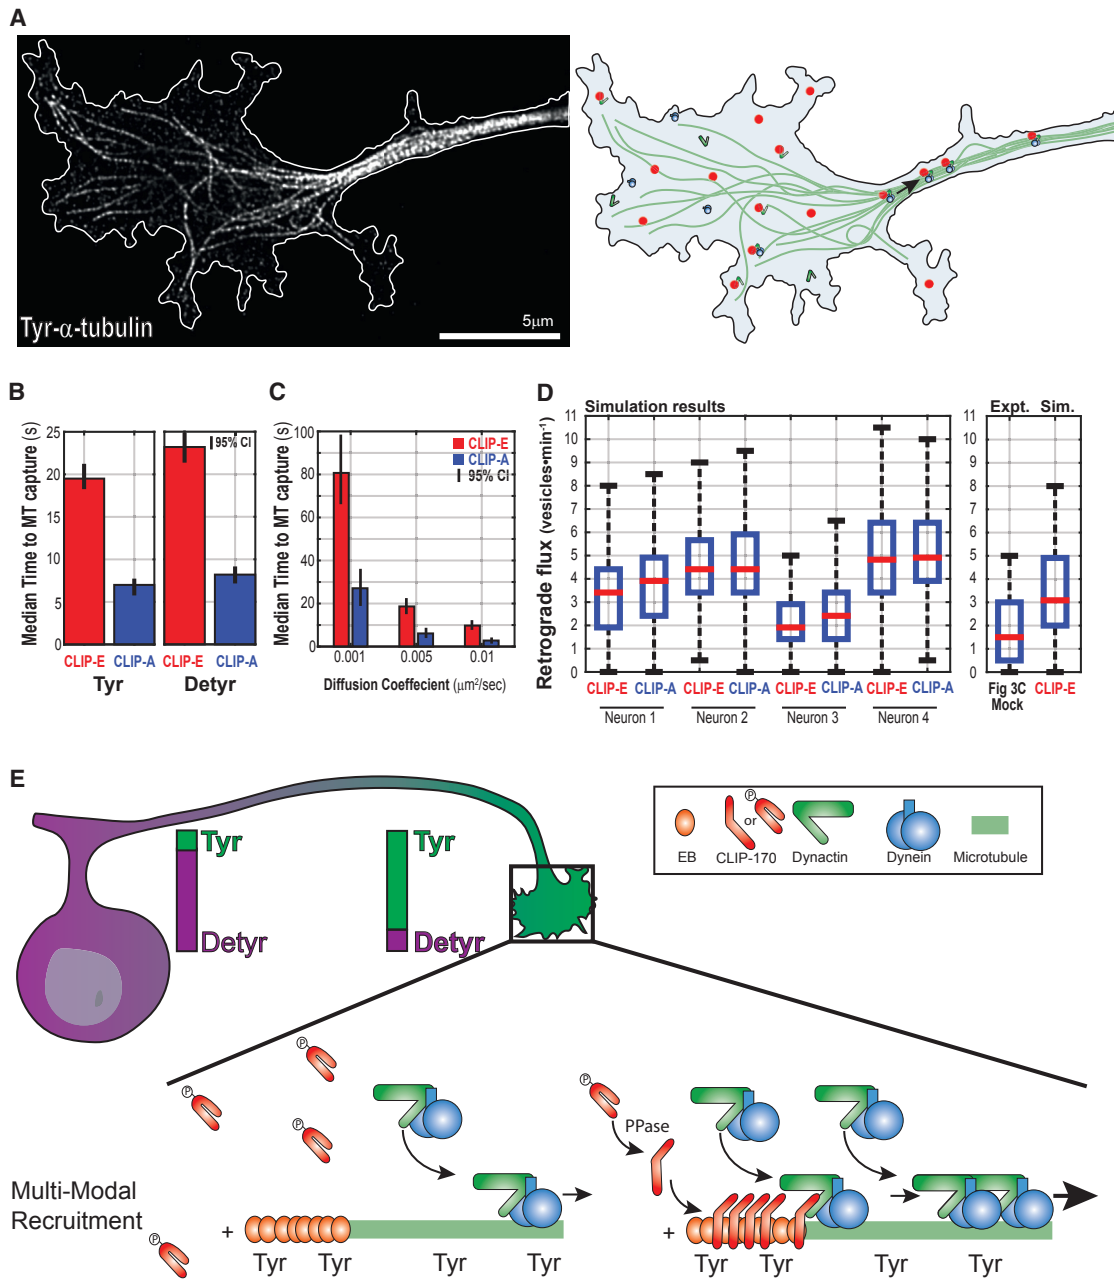 A
Tyr-α-tubulin
5μm
B
Median Time to MT capture (s)
25
20
15
10
5
0
95% CI
CLIP-E CLIP-A CLIP-E CLIP-A
Tyr Detyr
C
Median Time to MT capture (s)
100
80
60
40
20
0
CLIP-E
CLIP-A
95% CI
0.001 0.005 0.01
Diffusion Coeffecient (μm²/sec)
D
Simulation results
Retrograde flux (vesicles•min⁻¹)
11
10
9
8
7
6
5
4
3
2
1
0
CLIP-E CLIP-A CLIP-E CLIP-A CLIP-E CLIP-A CLIP-E CLIP-A
Neuron 1 Neuron 2 Neuron 3 Neuron 4
Expt. Sim.
11
10
9
8
7
6
5
4
3
2
1
0
Fig 3C
Mock
CLIP-E
E
Tyr
Detyr
Tyr
Detyr
P
or
EB CLIP-170 Dynactin Dynein Microtubule
P
P
P
P
P
PPase
Multi-Modal
Recruitment
+
Tyr Tyr Tyr Tyr
+
Tyr Tyr Tyr Tyr